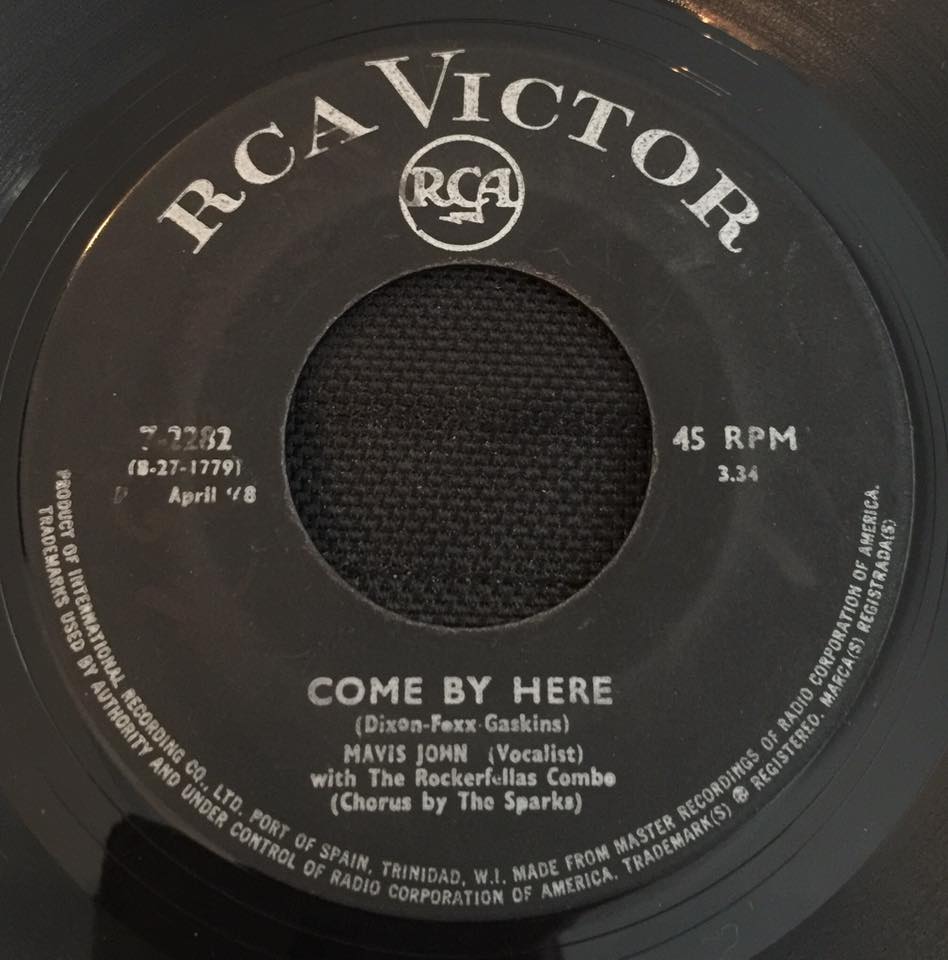 RCA VICTOR
RCA
7-2282
(B-27-1779)
April
45 RPM
3.34
COME BY HERE
(Dixon-Foxx-Gaskins)
MAVIS JOHN (Vocalist)
with The Rockerfellas Combo
(Chorus by The Sparks)
PRODUCT OF INTERNATIONAL RECORDING CO., LTD. PORT OF SPAIN, TRINIDAD, W.I. MADE FROM MASTER RECORDINGS OF RADIO CORPORATION OF AMERICA.
TRADEMARKS USED BY AUTHORITY AND UNDER CONTROL OF RADIO CORPORATION OF AMERICA. TRADEMARK(S) ® REGISTERED. MARCA(S) REGISTRADA(S)